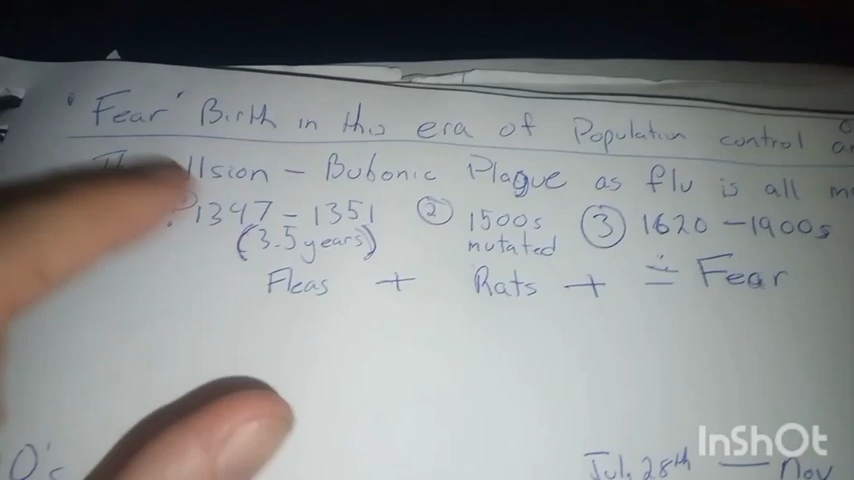 "Fear" Birth in this era of Population control
llsion - Bubonic Plague as flu is all
1347 - 1351 ② 1500s ③ 1620 - 1900s
(3.5 years) mutated
Fleas + Rats + = Fear
0's Jul. 28th — Nov
InShOt